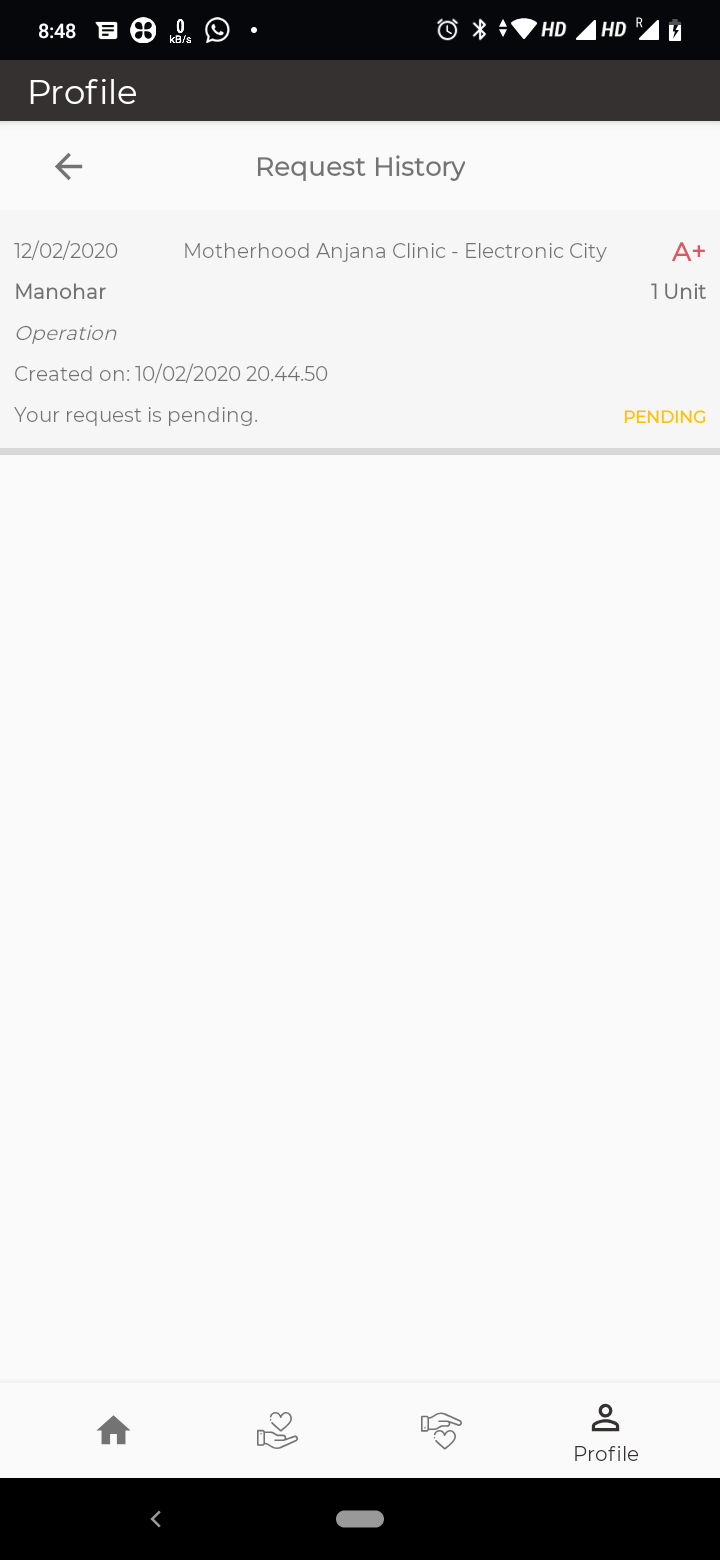 8:48 0 kB/s HD HD R
Profile
Request History
12/02/2020 Motherhood Anjana Clinic - Electronic City A+
Manohar 1 Unit
Operation
Created on: 10/02/2020 20.44.50
Your request is pending. PENDING
Profile